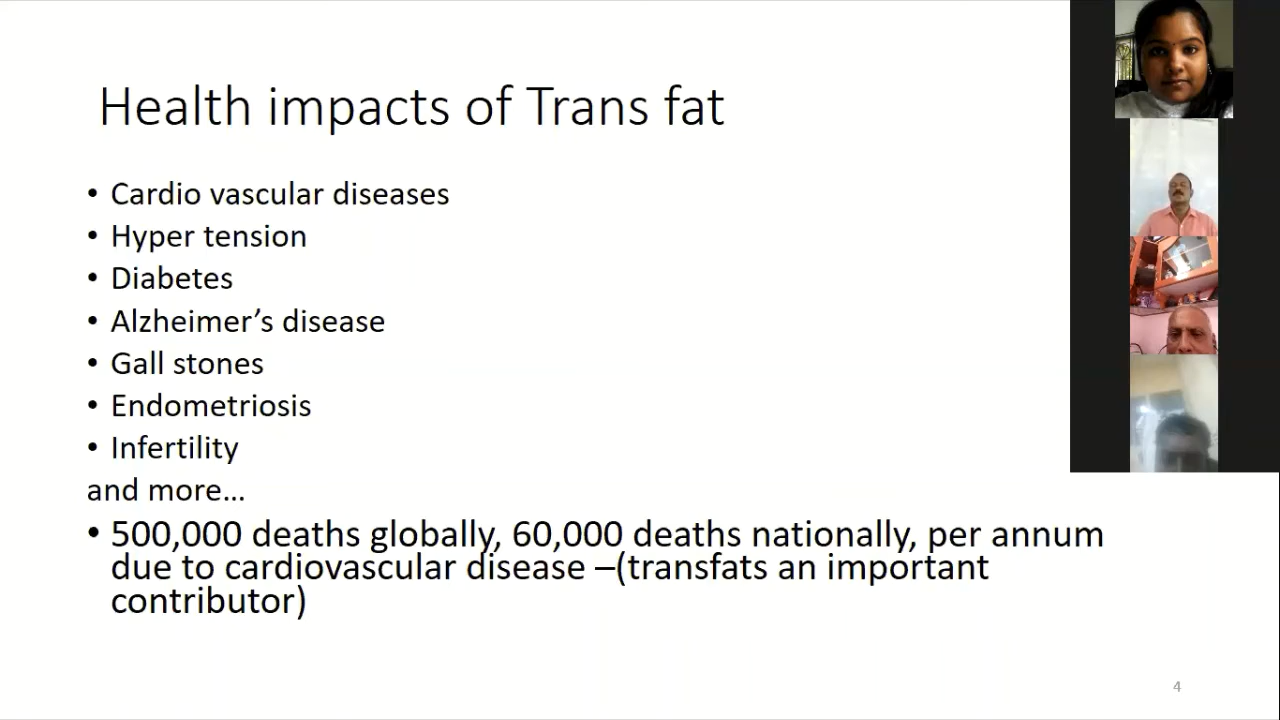 Health impacts of Trans fat
• Cardio vascular diseases
• Hyper tension
• Diabetes
• Alzheimer’s disease
• Gall stones
• Endometriosis
• Infertility
and more…
• 500,000 deaths globally, 60,000 deaths nationally, per annum
due to cardiovascular disease –(transfats an important
contributor)
4